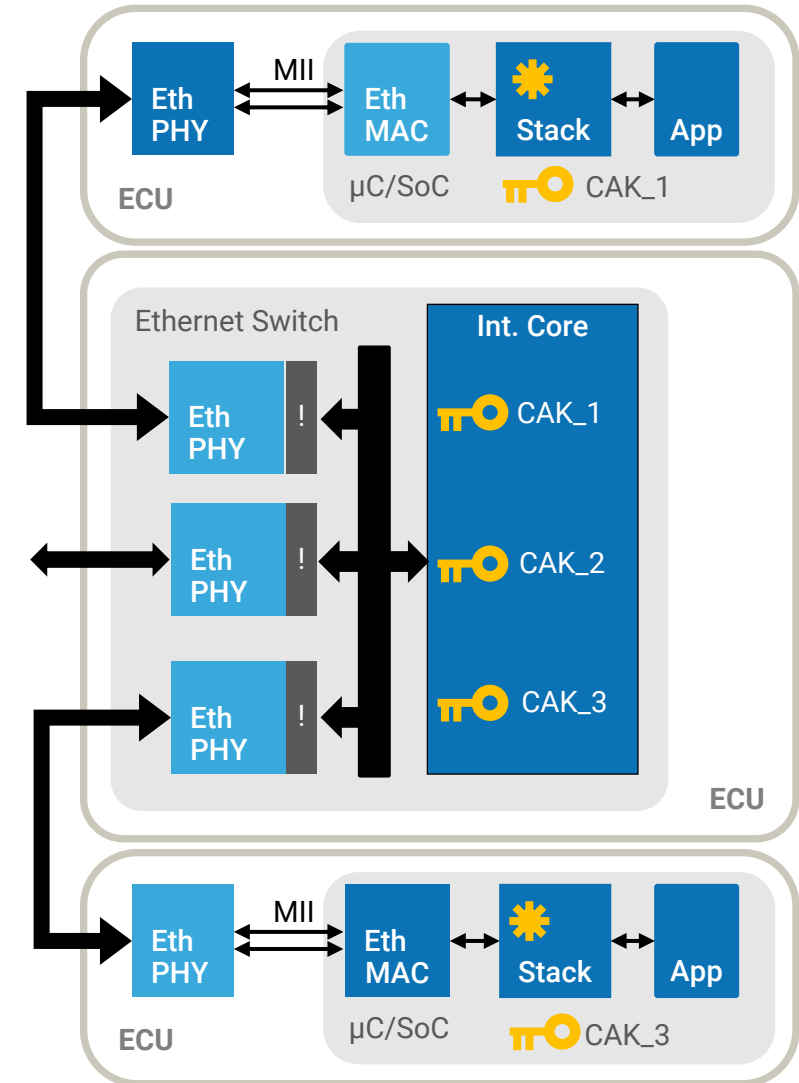 MII
Eth
PHY
Eth
MAC
Stack
App
ECU
µC/SoC
CAK_1
Ethernet Switch
Int. Core
Eth
PHY
!
CAK_1
Eth
PHY
!
CAK_2
Eth
PHY
!
CAK_3
ECU
MII
Eth
PHY
Eth
MAC
Stack
App
ECU
µC/SoC
CAK_3